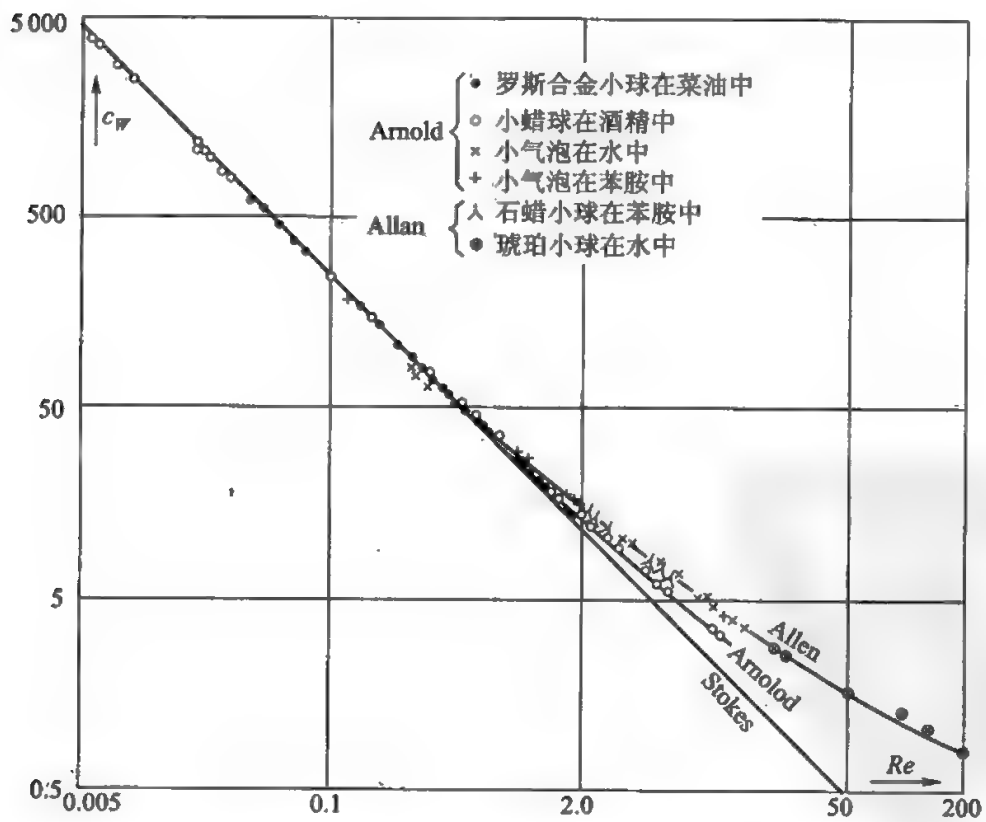 5 000
c_W
Arnold
• 罗斯合金小球在菜油中
○ 小蜡球在酒精中
× 小气泡在水中
+ 小气泡在苯胺中
Allan
人 石蜡小球在苯胺中
● 琥珀小球在水中
500
50
5
Allen
Arnolod
Stokes
Re
0.5
0.005
0.1
2.0
50
200